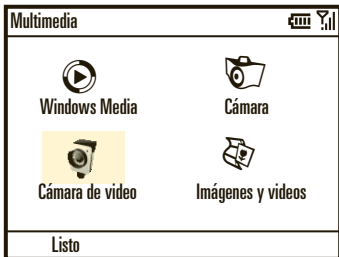 Multimedia
Windows Media
Cámara
Cámara de video
Imágenes y videos
Listo